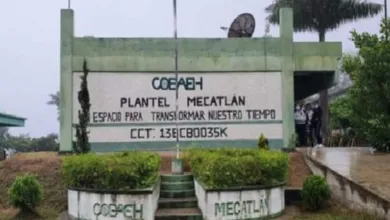 COBAEH
PLANTEL MECATLÁN
ESPACIO PARA TRANSFORMAR NUESTRO TIEMPO
CCT. 13ECB0035K
COBAEH MECATLÁN